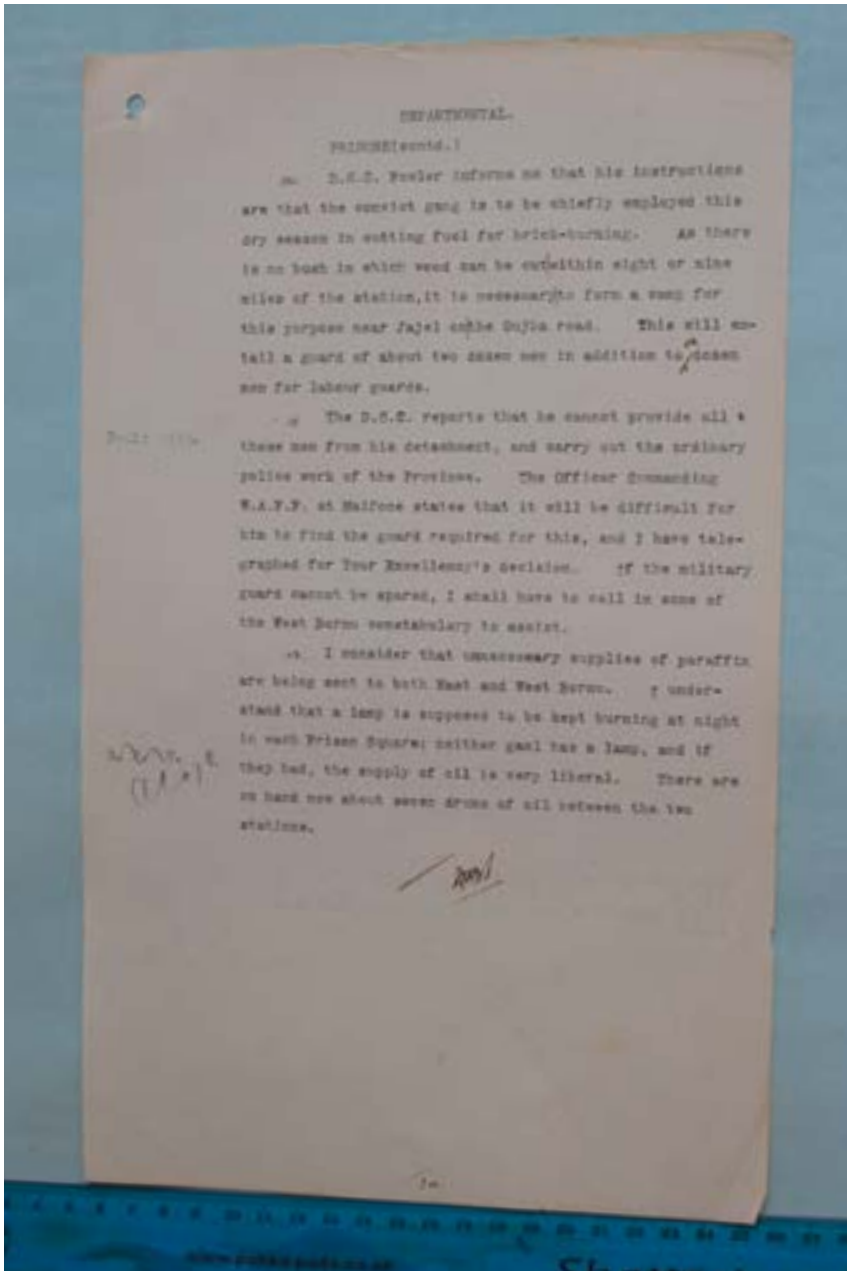 DEPARTMENTAL.
PRISONS(contd.)
D.S.C. Fowler informs me that his instructions
are that the convict gang is to be chiefly employed this
dry season in cutting fuel for brick-burning. As there
is no bush in which wood can be cut within eight or nine
miles of the station, it is necessary to form a camp for
this purpose near Jajel on the Gujba road. This will en-
tail a guard of about two dozen men in addition to dozen
men for labour guards.
The D.S.C. reports that he cannot provide all
these men from his detachment, and carry out the ordinary
police work of the Province. The Officer Commanding
W.A.F.F. at Maifone states that it will be difficult for
him to find the guard required for this, and I have tele-
graphed for Your Excellency's decision. If the military
guard cannot be spared, I shall have to call in some of
the West Bornu constabulary to assist.
I consider that unnecessary supplies of paraffin
are being sent to both East and West Bornu. I under-
stand that a lamp is supposed to be kept burning at night
in each Prison Square; neither gaol has a lamp, and if
they had, the supply of oil is very liberal. There are
on hand now about seven drums of oil between the two
stations.